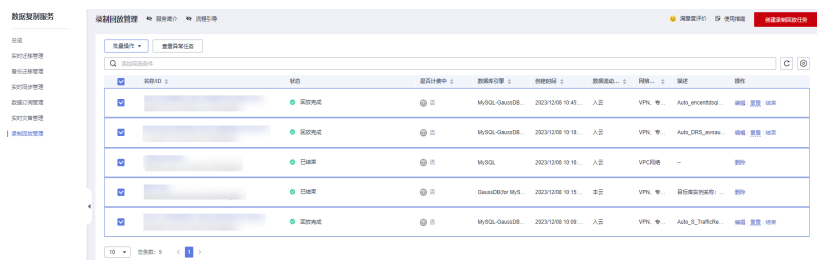 数据复制服务
总览
实时迁移管理
备份迁移管理
实时同步管理
数据订阅管理
实时灾备管理
录制回放管理
录制回放管理 服务简介 流程引导 满意度评价 使用指南 创建录制回放任务
批量操作 查看异常任务
添加筛选条件
名称/ID 状态 是否计费中 数据库引擎 创建时间 数据流动... 网络... 描述 操作
回放完成 否 MySQL-GaussDB... 2023/12/08 10:45:... 入云 VPN、专... 编辑 重置 结束
回放完成 否 MySQL-GaussDB... 2023/12/08 10:18... 入云 VPN、专... 编辑 重置 结束
已结束 否 MySQL 2023/12/08 10:16:... 入云 VPC网络 -- 删除
已结束 否 GaussDB(for MyS... 2023/12/08 10:15:... 本云 VPN、专... 目标库实例名称：... 删除
回放完成 否 MySQL-GaussDB... 2023/12/08 10:09:... 入云 VPN、专... Auto_S_TrafficRe... 编辑 重置 结束
10 总条数: 5 < 1 >